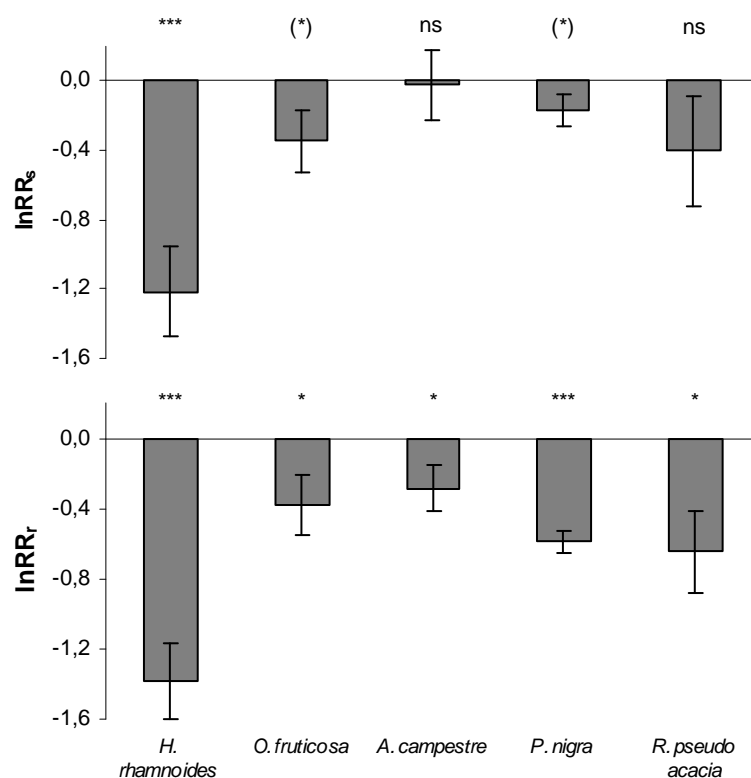 *** (*) ns (*) ns
0,0
-0,4
-0,8
-1,2
-1,6
lnRRs
*** * * *** *
0,0
-0,4
-0,8
-1,2
-1,6
lnRRr
H. rhamnoides
O. fruticosa
A. campestre
P. nigra
R. pseudo acacia